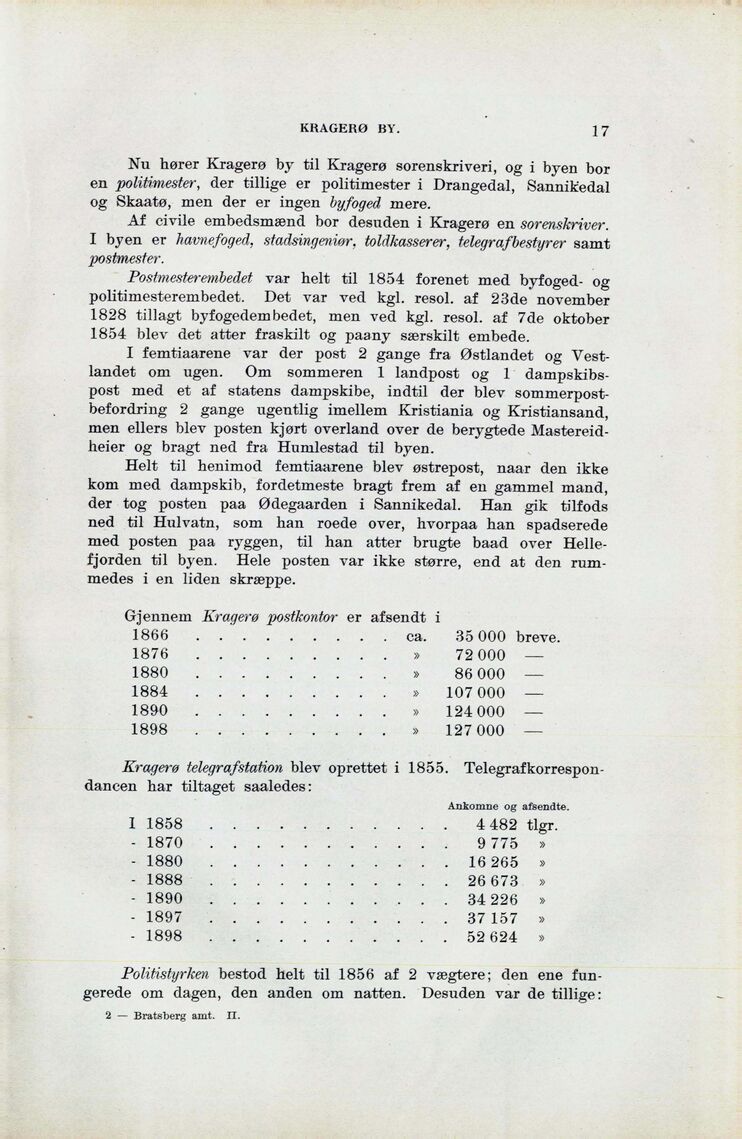 KRAGERØ BY. 17
Nu hører Kragerø by til Kragerø sorenskriveri, og i byen bor
en politimester, der tillige er politimester i Drangedal, Sannikedal
og Skaatø, men der er ingen byfoged mere.
Af civile embedsmænd bor desuden i Kragerø en sorenskriver.
I byen er havnefoged, stadsingeniør, toldkasserer, telegrafbestyrer samt
postmester.
Postmesterembedet var helt til 1854 forenet med byfoged- og
politimesterembedet. Det var ved kgl. resol. af 23de november
1828 tillagt byfogedembedet, men ved kgl. resol. af 7de oktober
1854 blev det atter fraskilt og paany særskilt embede.
I femtiaarene var der post 2 gange fra Østlandet og Vest-
landet om ugen. Om sommeren 1 landpost og 1 dampskibs-
post med et af statens dampskibe, indtil der blev sommerpost-
befordring 2 gange ugentlig imellem Kristiania og Kristiansand,
men ellers blev posten kjørt overland over de berygtede Mastereid-
heier og bragt ned fra Humlestad til byen.
Helt til henimod femtiaarene blev østrepost, naar den ikke
kom med dampskib, fordetmeste bragt frem af en gammel mand,
der tog posten paa Ødegaarden i Sannikedal. Han gik tilfods
ned til Hulvatn, som han roede over, hvorpaa han spadserede
med posten paa ryggen, til han atter brugte baad over Helle-
fjorden til byen. Hele posten var ikke større, end at den rum-
medes i en liden skræppe.
Gjennem Kragerø postkontor er afsendt i
1866 . . . . . . . . . ca. 35 000 breve.
1876 . . . . . . . . . » 72 000 —
1880 . . . . . . . . . » 86 000 —
1884 . . . . . . . . . » 107 000 —
1890 . . . . . . . . . » 124 000 —
1898 . . . . . . . . . » 127 000 —
Kragerø telegrafstation blev oprettet i 1855. Telegrafkorrespon-
dancen har tiltaget saaledes:
Ankomne og afsendte.
I 1858 . . . . . . . . . . . 4 482 tlgr.
- 1870 . . . . . . . . . . . 9 775 »
- 1880 . . . . . . . . . . . 16 265 »
- 1888 . . . . . . . . . . . 26 673 »
- 1890 . . . . . . . . . . . 34 226 »
- 1897 . . . . . . . . . . . 37 157 »
- 1898 . . . . . . . . . . . 52 624 »
Politistyrken bestod helt til 1856 af 2 vægtere; den ene fun-
gerede om dagen, den anden om natten. Desuden var de tillige:
2 — Bratsberg amt. II.